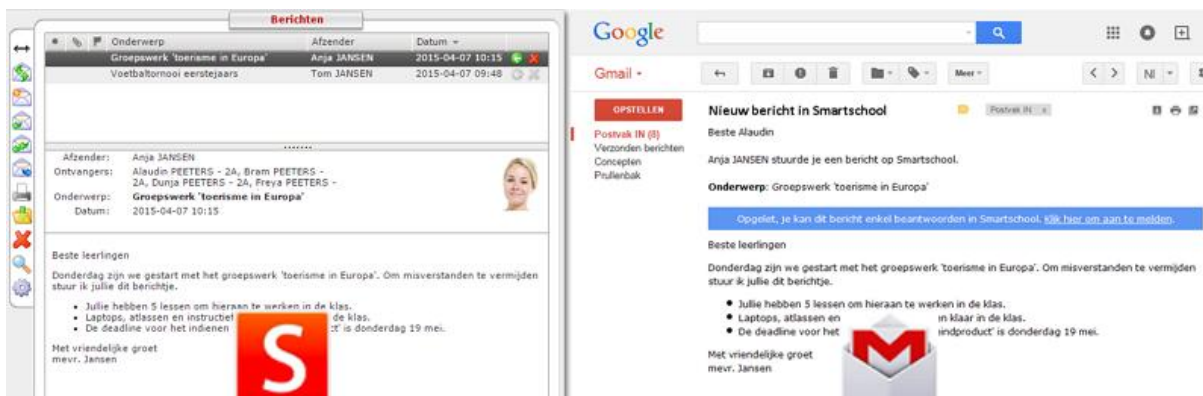 Berichten
Onderwerp Afzender Datum
Groepswerk 'toerisme in Europa' Anja JANSEN 2015-04-07 10:15
Voetbaltornooi eerstejaars Tom JANSEN 2015-04-07 09:48
Afzender: Anja JANSEN
Ontvangers: Alaudin PEETERS - 2A, Bram PEETERS -
2A, Dunja PEETERS - 2A, Freya PEETERS -
Onderwerp: Groepswerk 'toerisme in Europa'
Datum: 2015-04-07 10:15
Beste leerlingen
Donderdag zijn we gestart met het groepswerk 'toerisme in Europa'. Om misverstanden te vermijden
stuur ik jullie dit berichtje.
• Jullie hebben 5 lessen om hieraan te werken in de klas.
• Laptops, atlassen en instructief de klas.
• De deadline voor het indienen ct' is donderdag 19 mei.
Met vriendelijke groet
mevr. Jansen
S
Google
Gmail
Meer
NI
OPSTELLEN
Postvak IN (8)
Verzonden berichten
Concepten
Prullenbak
Nieuw bericht in Smartschool Postvak IN x
Beste Alaudin
Anja JANSEN stuurde je een bericht op Smartschool.
Onderwerp: Groepswerk 'toerisme in Europa'
Opgelet, je kan dit bericht enkel beantwoorden in Smartschool. Klik hier om aan te melden.
Beste leerlingen
Donderdag zijn we gestart met het groepswerk 'toerisme in Europa'. Om misverstanden te vermijden
stuur ik jullie dit berichtje.
• Jullie hebben 5 lessen om hieraan te werken in de klas.
• Laptops, atlassen en n klaar in de klas.
• De deadline voor het eindproduct' is donderdag 19 mei.
Met vriendelijke groet
mevr. Jansen